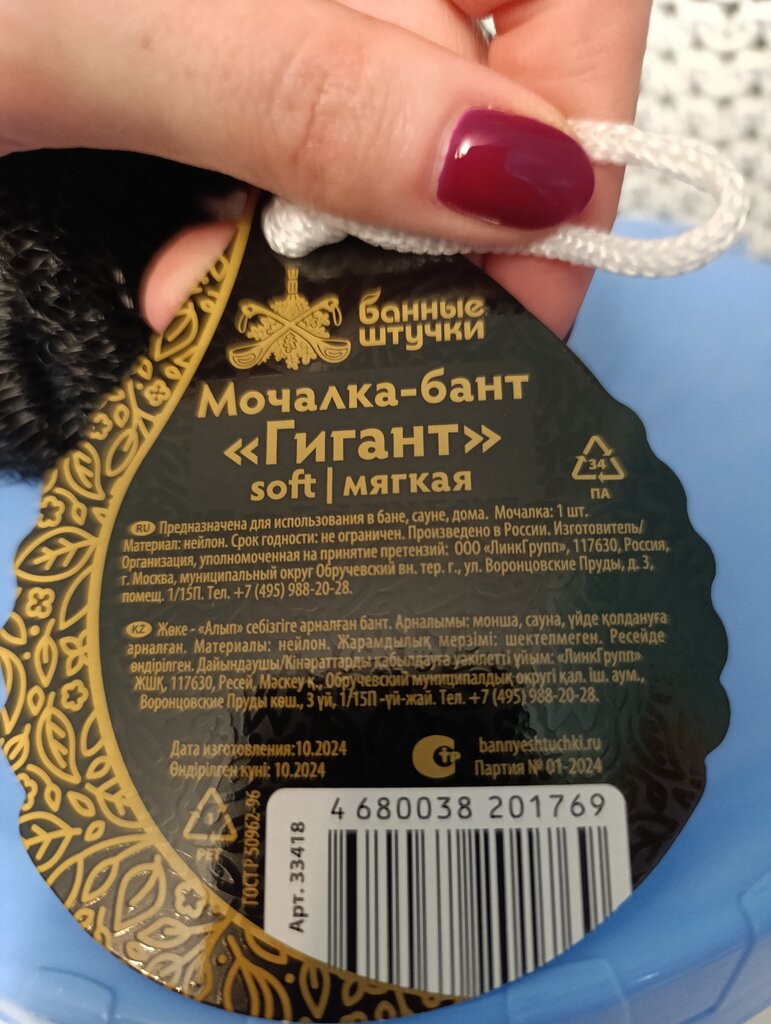 банные
штучки
Мочалка-бант
«Гигант»
soft | мягкая
34
ПА
RU Предназначена для использования в бане, сауне, дома. Мочалка: 1 шт.
Материал: нейлон. Срок годности: не ограничен. Произведено в России. Изготовитель/
Организация, уполномоченная на принятие претензий: ООО «ЛинкГрупп», 117630, Россия,
г. Москва, муниципальный округ Обручевский вн. тер. г., ул. Воронцовские Пруды, д. 3,
помещ. 1/15П. Тел. +7 (495) 988-20-28.
KZ Жөке - «Алып» себізгіге арналған бант. Арналымы: монша, сауна, үйде қолдануға
арналған. Материалы: нейлон. Жарамдылық мерзімі: шектелмеген. Ресейде
өндірілген. Дайындаушы/Кінәраттарды қабылдауға уәкілетті ұйым: «ЛинкГрупп»
ЖШҚ, 117630, Ресей, Мәскеу қ., Обручевский муниципалдық округі қал. іш. аум.,
Воронцовские Пруды көш., 3 үй, 1/15П -үй-жай. Тел. +7 (495) 988-20-28.
Дата изготовления:10.2024
Өндірілген күні: 10.2024
СТР
bannyeshtuchki.ru
Партия № 01-2024
1
PET
ГОСТ Р 50962-96
Арт. 33418
4 680038 201769